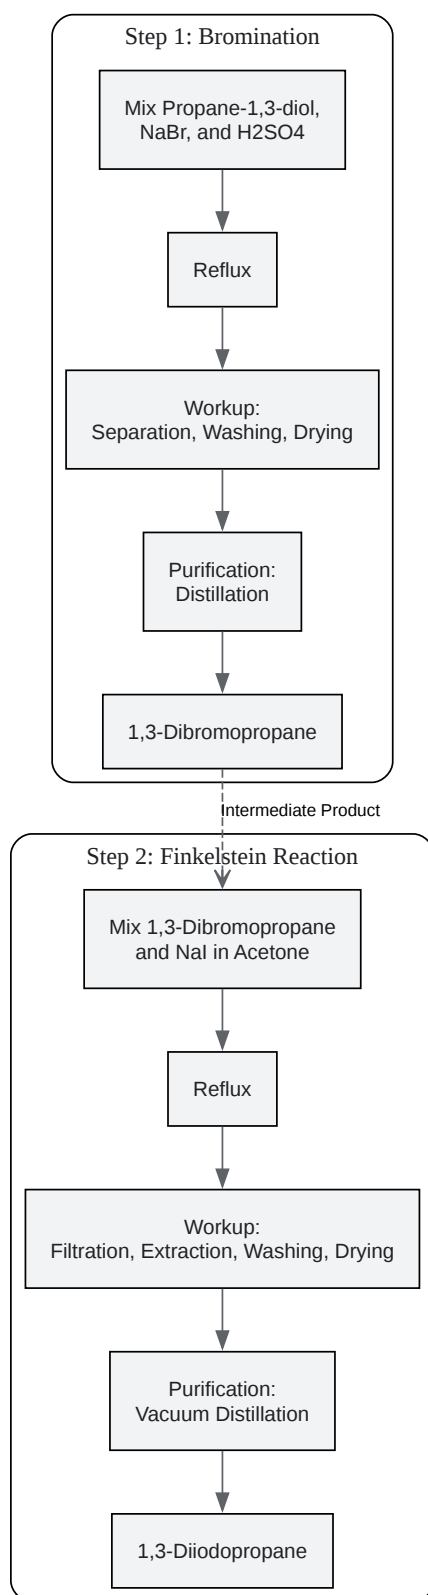 Step 1: Bromination
Mix Propane-1,3-diol,
NaBr, and H2SO4
Reflux
Workup:
Separation, Washing, Drying
Purification:
Distillation
1,3-Dibromopropane
Intermediate Product
Step 2: Finkelstein Reaction
Mix 1,3-Dibromopropane
and NaI in Acetone
Reflux
Workup:
Filtration, Extraction, Washing, Drying
Purification:
Vacuum Distillation
1,3-Diiodopropane